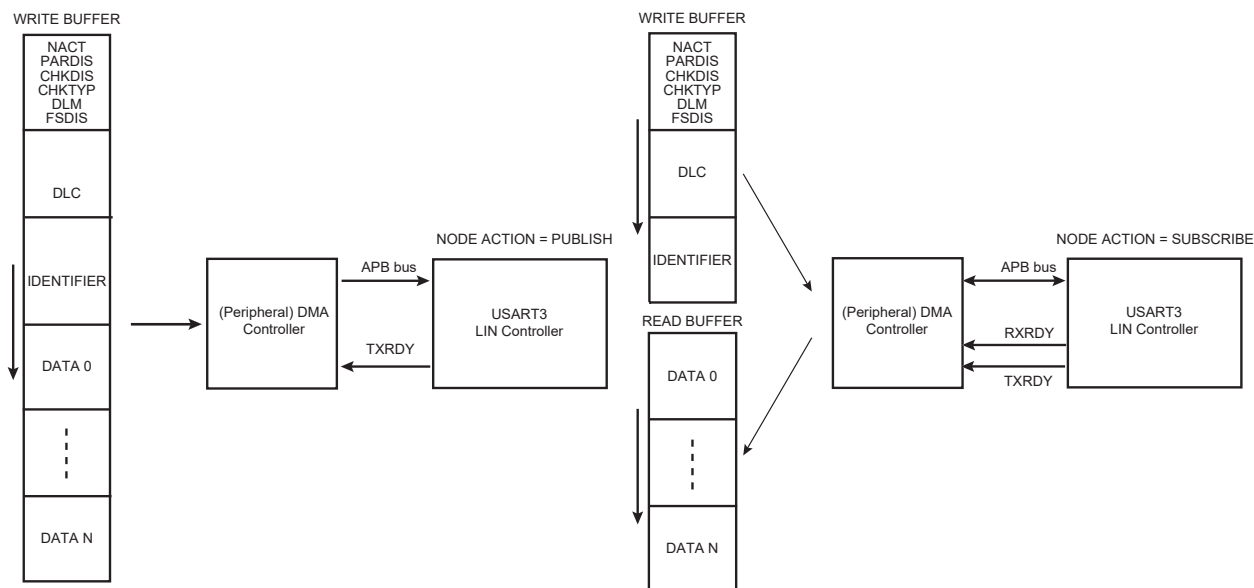 WRITE BUFFER
NACT
PARDIS
CHKDIS
CHKTYP
DLM
FSDIS
DLC
IDENTIFIER
DATA 0
DATA N
(Peripheral) DMA
Controller
APB bus
TXRDY
NODE ACTION = PUBLISH
USART3
LIN Controller
WRITE BUFFER
NACT
PARDIS
CHKDIS
CHKTYP
DLM
FSDIS
DLC
IDENTIFIER
READ BUFFER
DATA 0
DATA N
(Peripheral) DMA
Controller
APB bus
RXRDY
TXRDY
NODE ACTION = SUBSCRIBE
USART3
LIN Controller